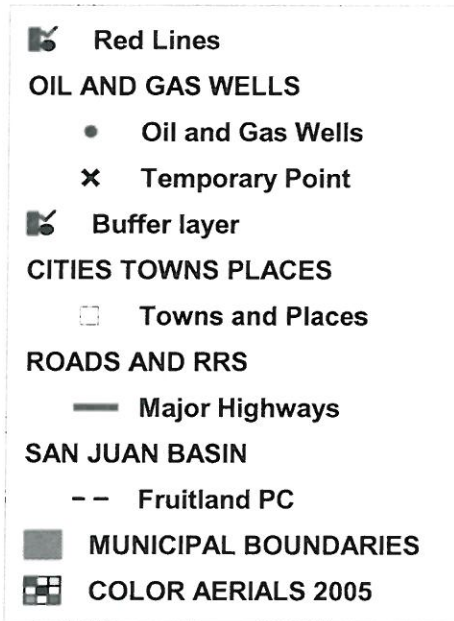 Red Lines
OIL AND GAS WELLS
Oil and Gas Wells
Temporary Point
Buffer layer
CITIES TOWNS PLACES
Towns and Places
ROADS AND RRS
Major Highways
SAN JUAN BASIN
Fruitland PC
MUNICIPAL BOUNDARIES
COLOR AERIALS 2005